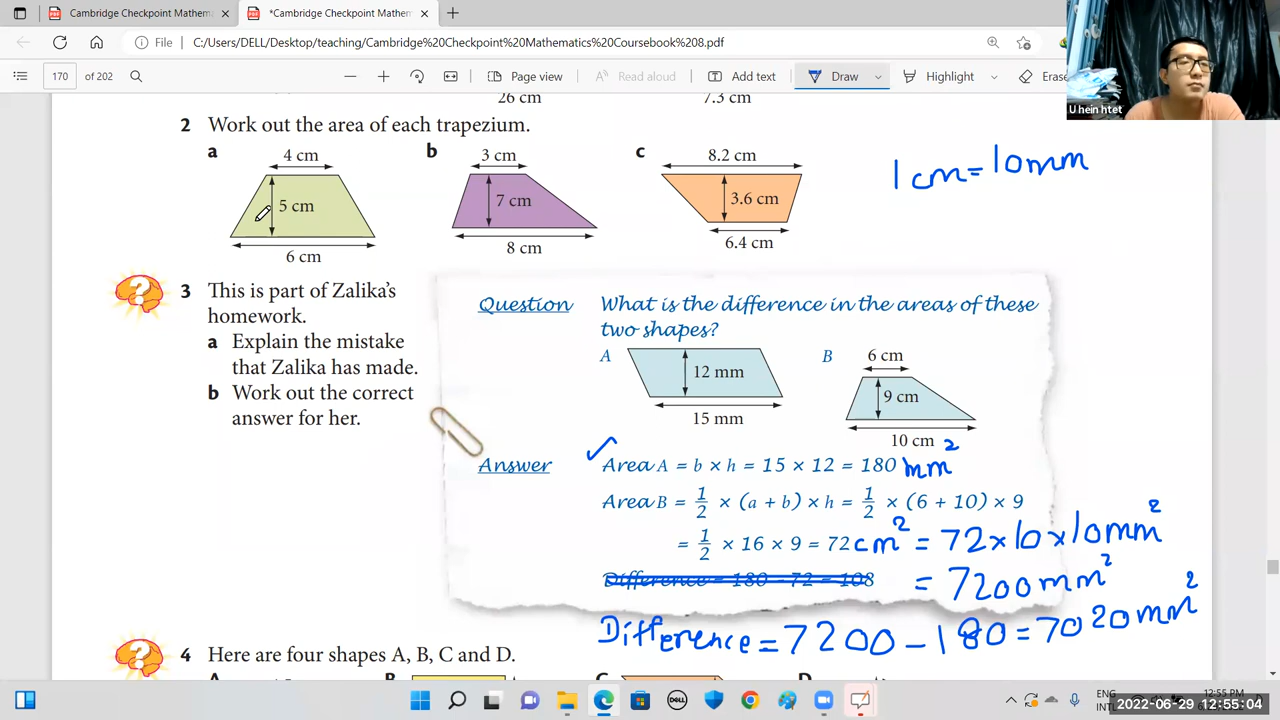 Cambridge Checkpoint Mathema
*Cambridge Checkpoint Mathem
File C:/Users/DELL/Desktop/teaching/Cambridge%20Checkpoint%20Mathematics%20Coursebook%208.pdf
170 of 202 Page view Read aloud Add text Draw Highlight Erase
U hein htet
26 cm 7.3 cm
2 Work out the area of each trapezium.
a 4 cm b 3 cm c 8.2 cm
1 cm = 10 mm
5 cm 7 cm 3.6 cm
6 cm 8 cm 6.4 cm
3 This is part of Zalika's
homework.
a Explain the mistake
that Zalika has made.
b Work out the correct
answer for her.
Question What is the difference in the areas of these
two shapes?
A B 6 cm
12 mm 9 cm
15 mm 10 cm
Answer ✓ Area A = b × h = 15 × 12 = 180 mm²
Area B = 1/2 × (a + b) × h = 1/2 × (6 + 10) × 9
= 1/2 × 16 × 9 = 72 cm² = 72 × 10 × 10 mm²
Difference = 180 - 72 = 108 = 7200 mm²
Difference = 7200 - 180 = 7020 mm²
4 Here are four shapes A, B, C and D.
A B C D
DELL ENG 12:55 PM
INTL 2022-06-29 12:55:04